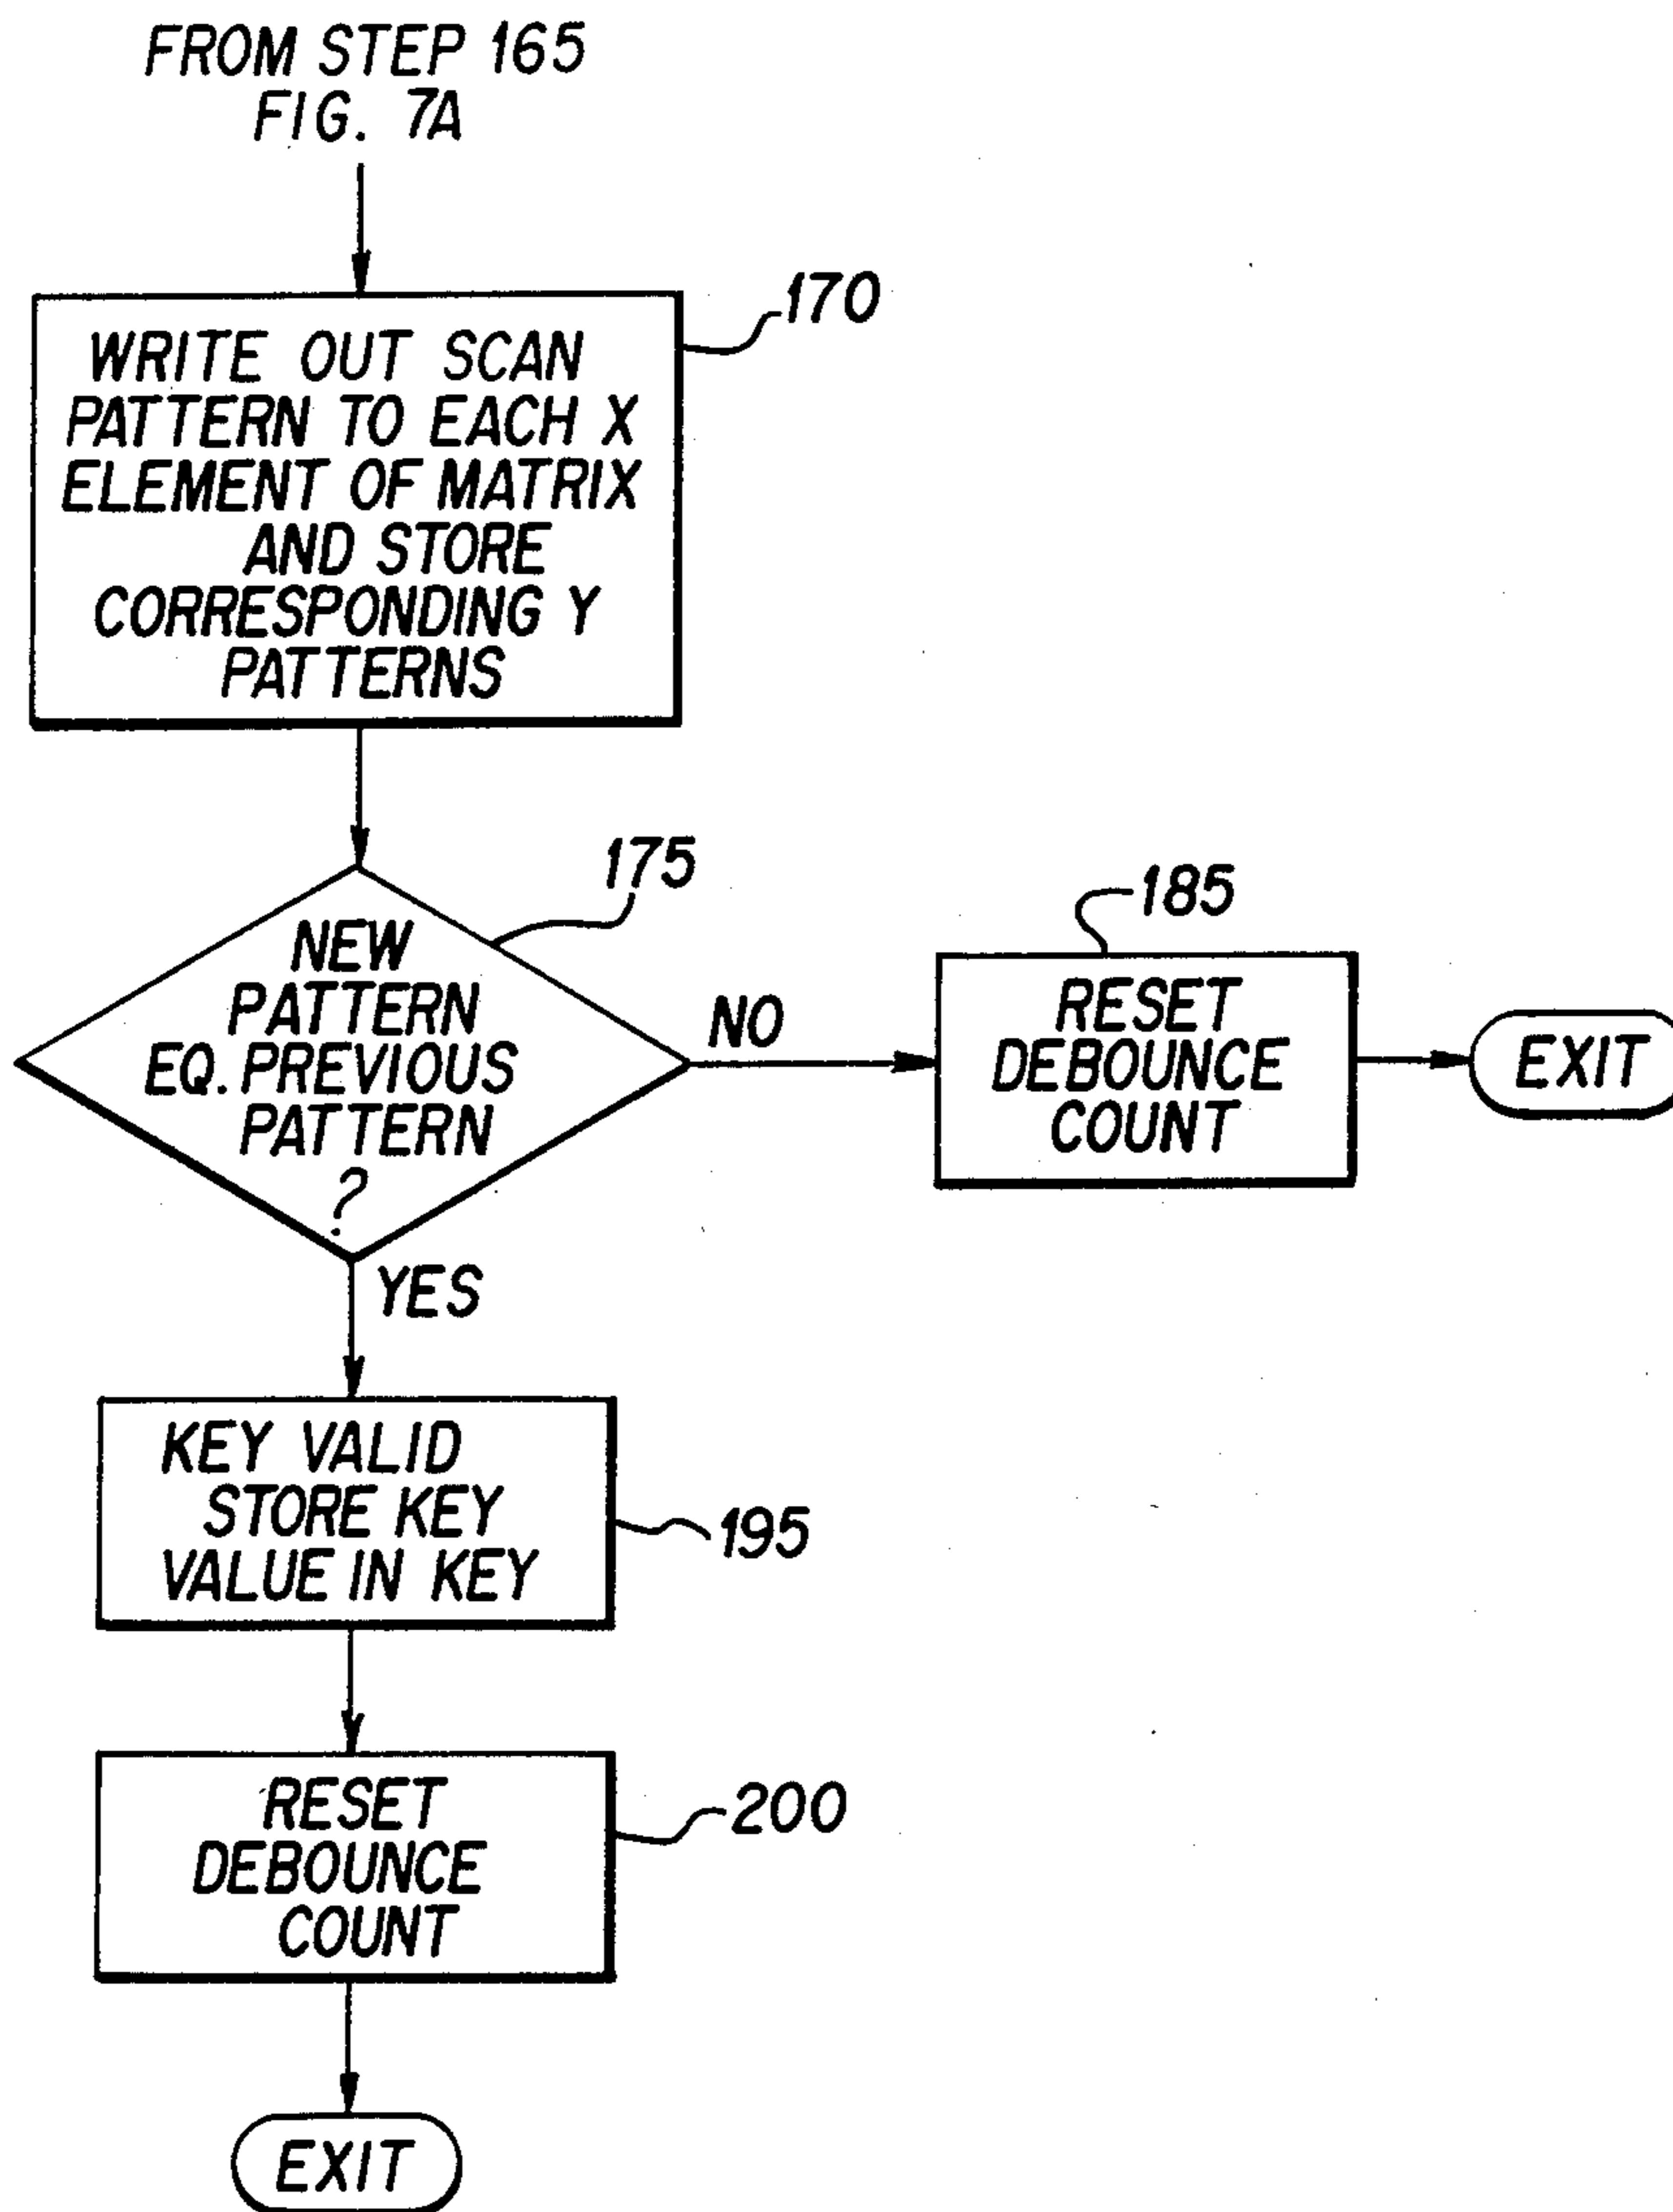 FROM STEP 165
FIG. 7A
170
WRITE OUT SCAN
PATTERN TO EACH X
ELEMENT OF MATRIX
AND STORE
CORRESPONDING Y
PATTERNS
175
NEW
PATTERN
EQ. PREVIOUS
PATTERN
?
NO
185
RESET
DEBOUNCE
COUNT
EXIT
YES
KEY VALID
STORE KEY
VALUE IN KEY
195
RESET
DEBOUNCE
COUNT
200
EXIT